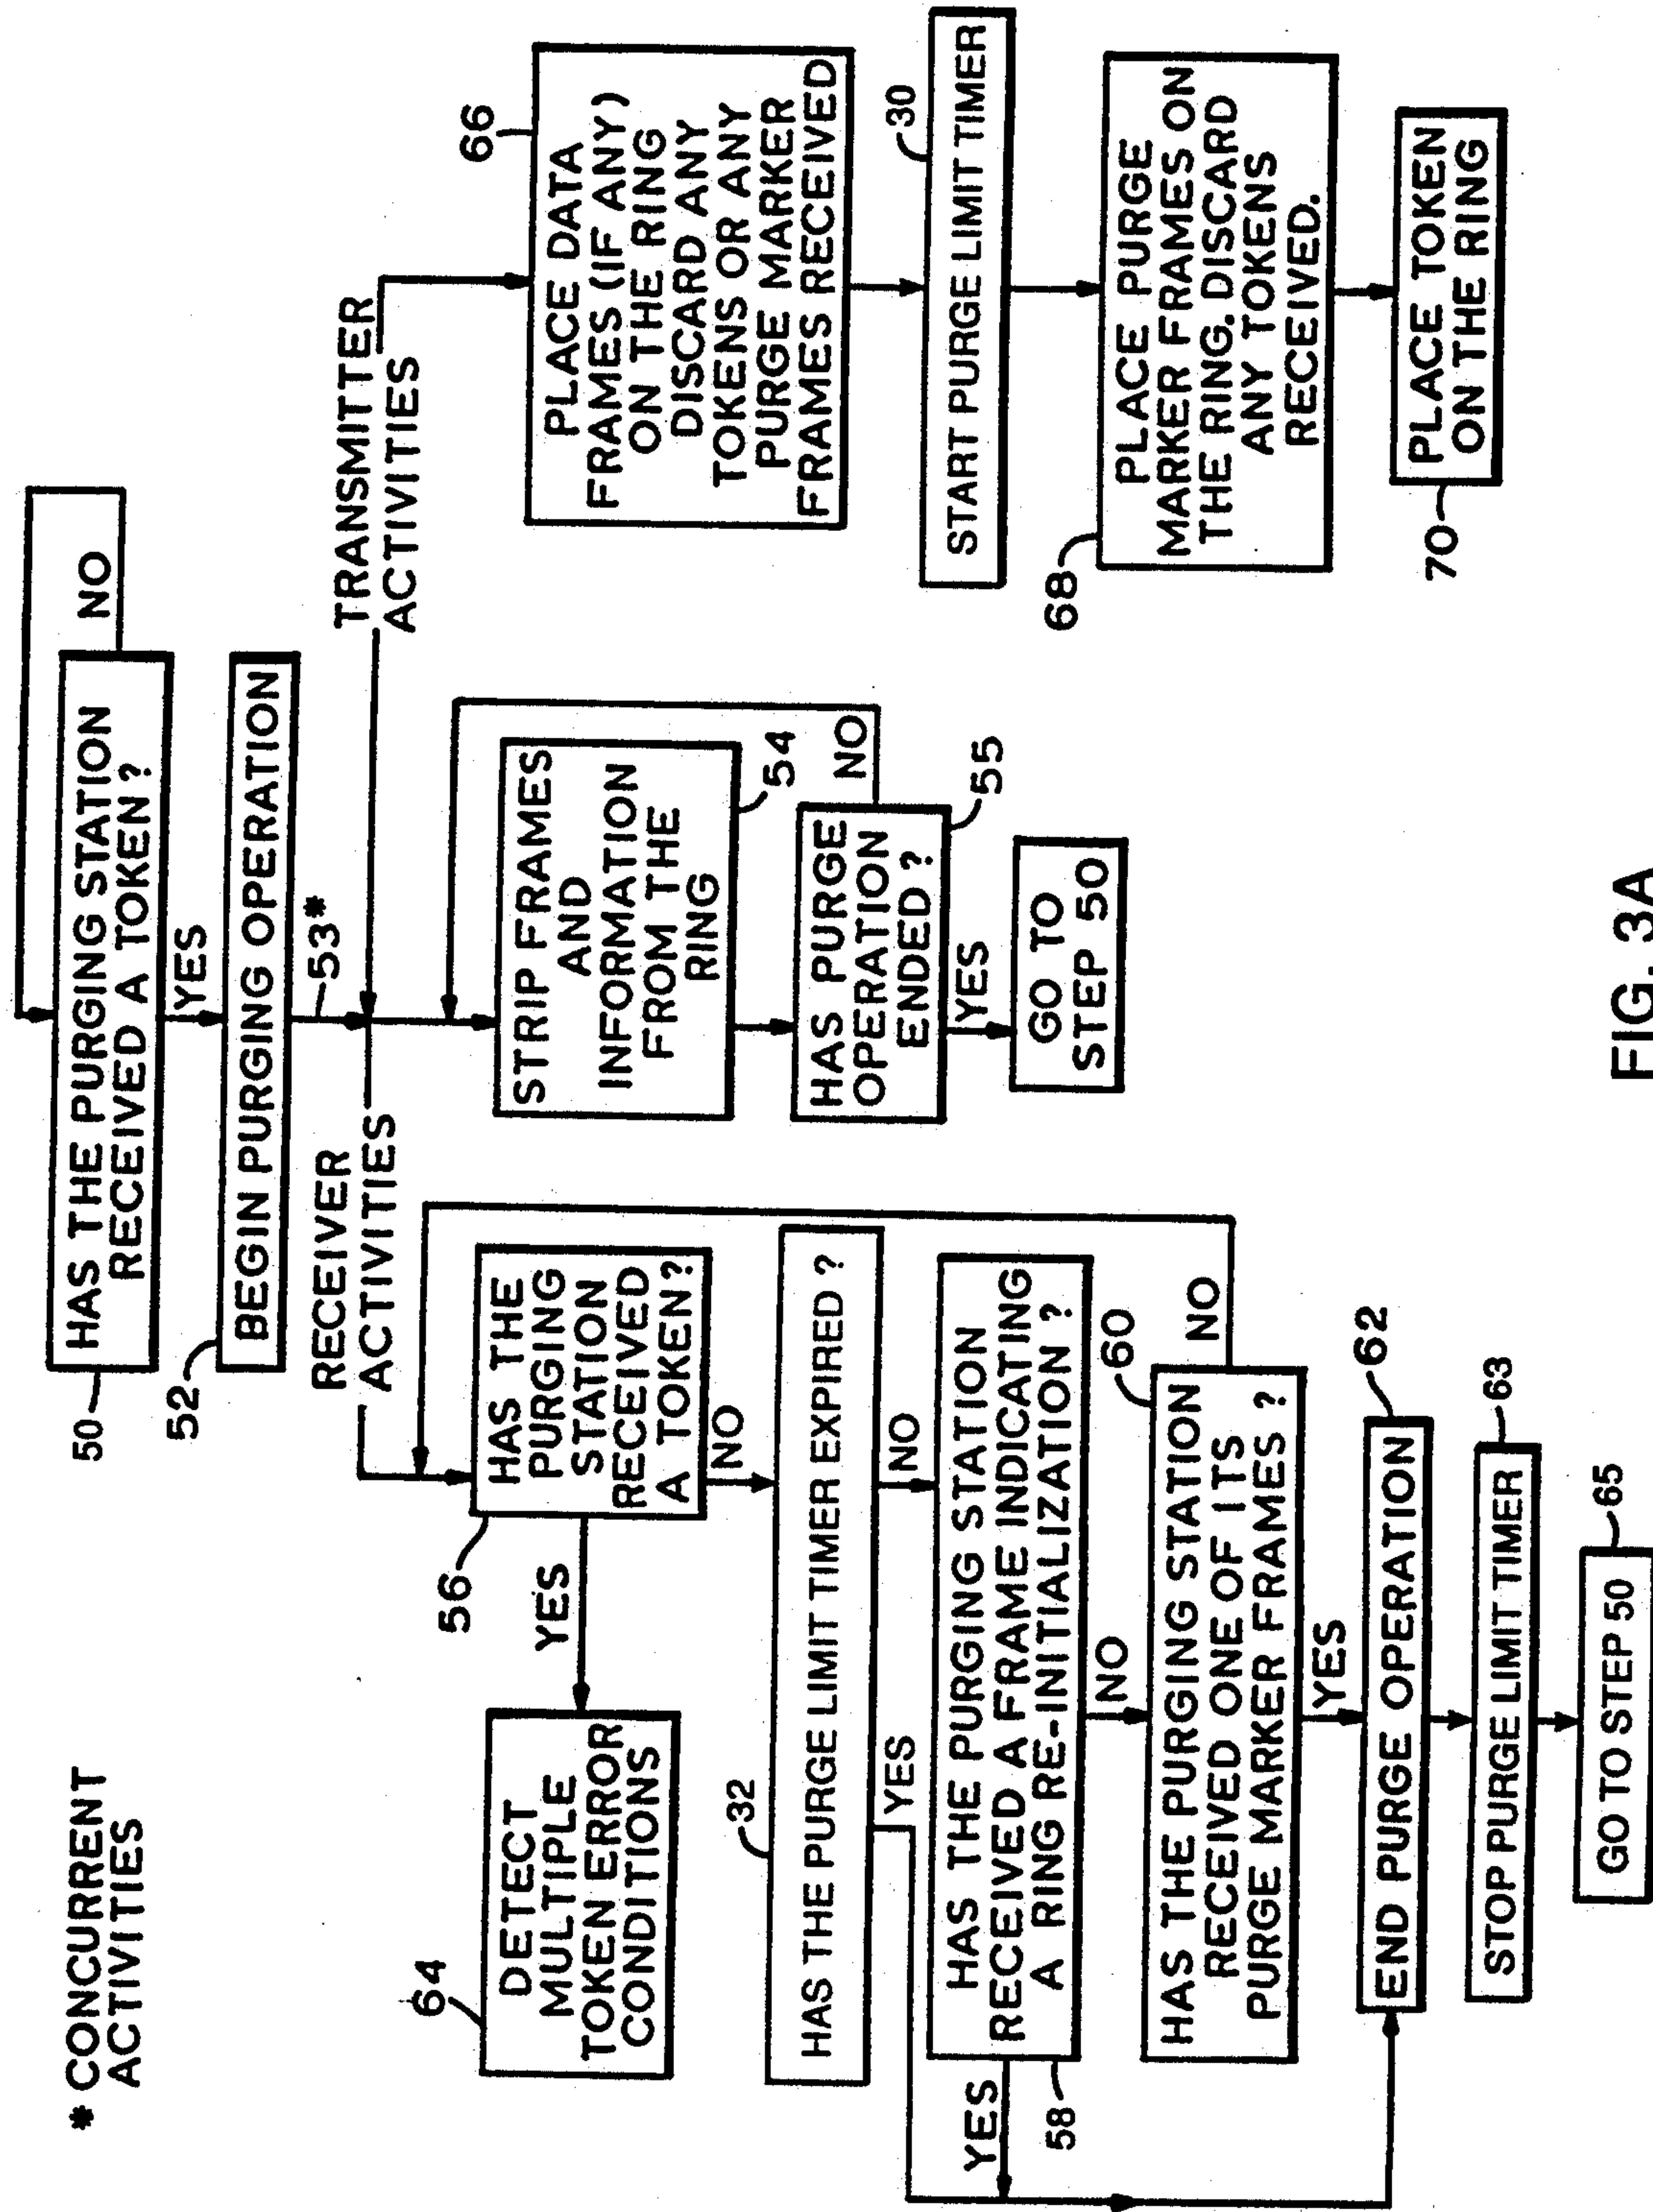 * CONCURRENT
ACTIVITIES
HAS THE PURGING STATION
RECEIVED A TOKEN ?
50
NO
YES
52
BEGIN PURGING OPERATION
53*
RECEIVER
ACTIVITIES
TRANSMITTER
ACTIVITIES
56
HAS THE
PURGING
STATION
RECEIVED
A TOKEN?
YES
NO
64
DETECT
MULTIPLE
TOKEN ERROR
CONDITIONS
32
HAS THE PURGE LIMIT TIMER EXPIRED ?
YES
NO
HAS THE PURGING STATION
RECEIVED A FRAME INDICATING
A RING RE-INITIALIZATION ?
YES
58
NO
60
HAS THE PURGING STATION
RECEIVED ONE OF ITS
PURGE MARKER FRAMES ?
NO
YES
62
END PURGE OPERATION
63
STOP PURGE LIMIT TIMER
65
GO TO STEP 50
STRIP FRAMES
AND
INFORMATION
FROM THE
RING
54
NO
HAS PURGE
OPERATION
ENDED ?
55
YES
GO TO
STEP 50
66
PLACE DATA
FRAMES (IF ANY)
ON THE RING
DISCARD ANY
TOKENS OR ANY
PURGE MARKER
FRAMES RECEIVED
30
START PURGE LIMIT TIMER
68
PLACE PURGE
MARKER FRAMES ON
THE RING. DISCARD
ANY TOKENS
RECEIVED.
70
PLACE TOKEN
ON THE RING
FIG. 3A